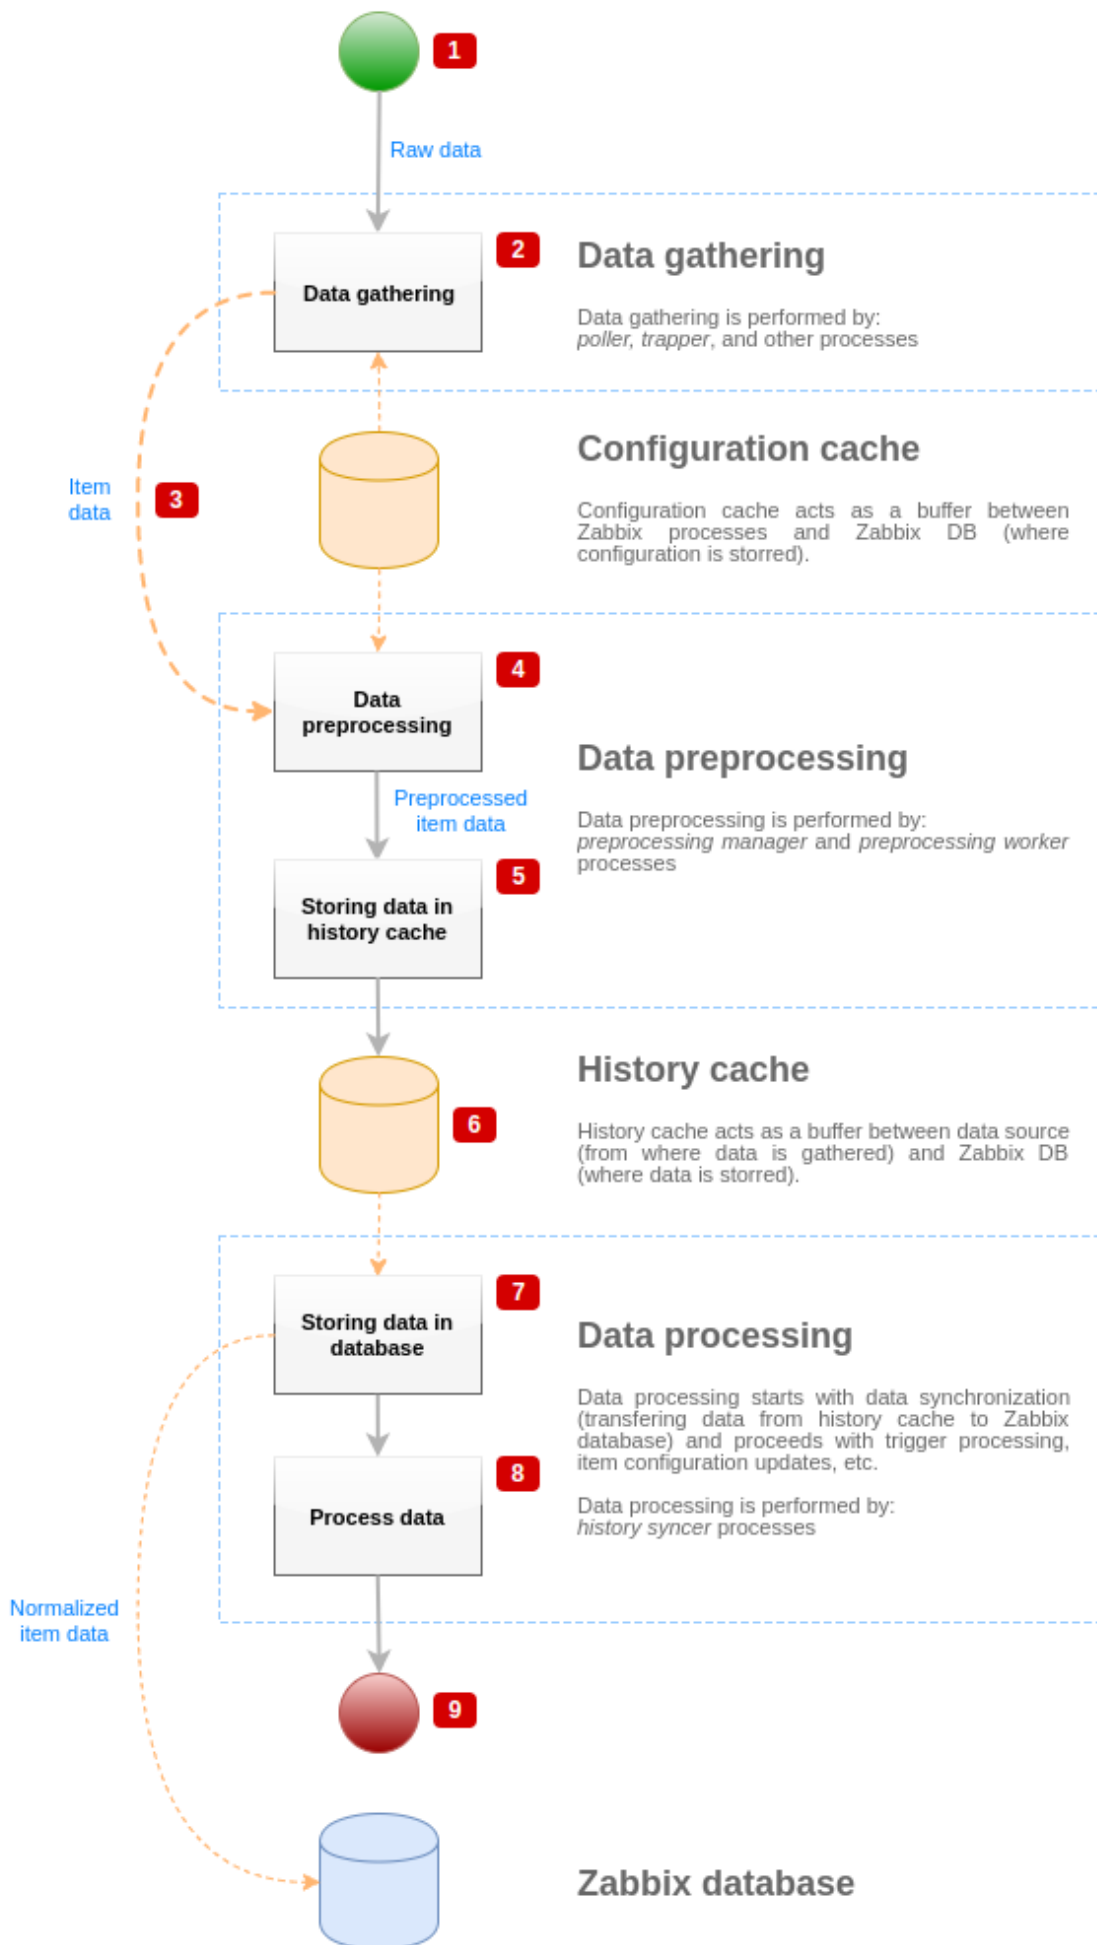 1
Raw data
2
Data gathering
Data gathering
Data gathering is performed by:
poller, trapper, and other processes
Configuration cache
Item
data
3
Configuration cache acts as a buffer between
Zabbix processes and Zabbix DB (where
configuration is storred).
4
Data
preprocessing
Data preprocessing
Preprocessed
item data
Data preprocessing is performed by:
preprocessing manager and preprocessing worker
processes
5
Storing data in
history cache
History cache
6
History cache acts as a buffer between data source
(from where data is gathered) and Zabbix DB
(where data is storred).
7
Storing data in
database
Data processing
Data processing starts with data synchronization
(transfering data from history cache to Zabbix
database) and proceeds with trigger processing,
item configuration updates, etc.
8
Process data
Data processing is performed by:
history syncer processes
Normalized
item data
9
Zabbix database